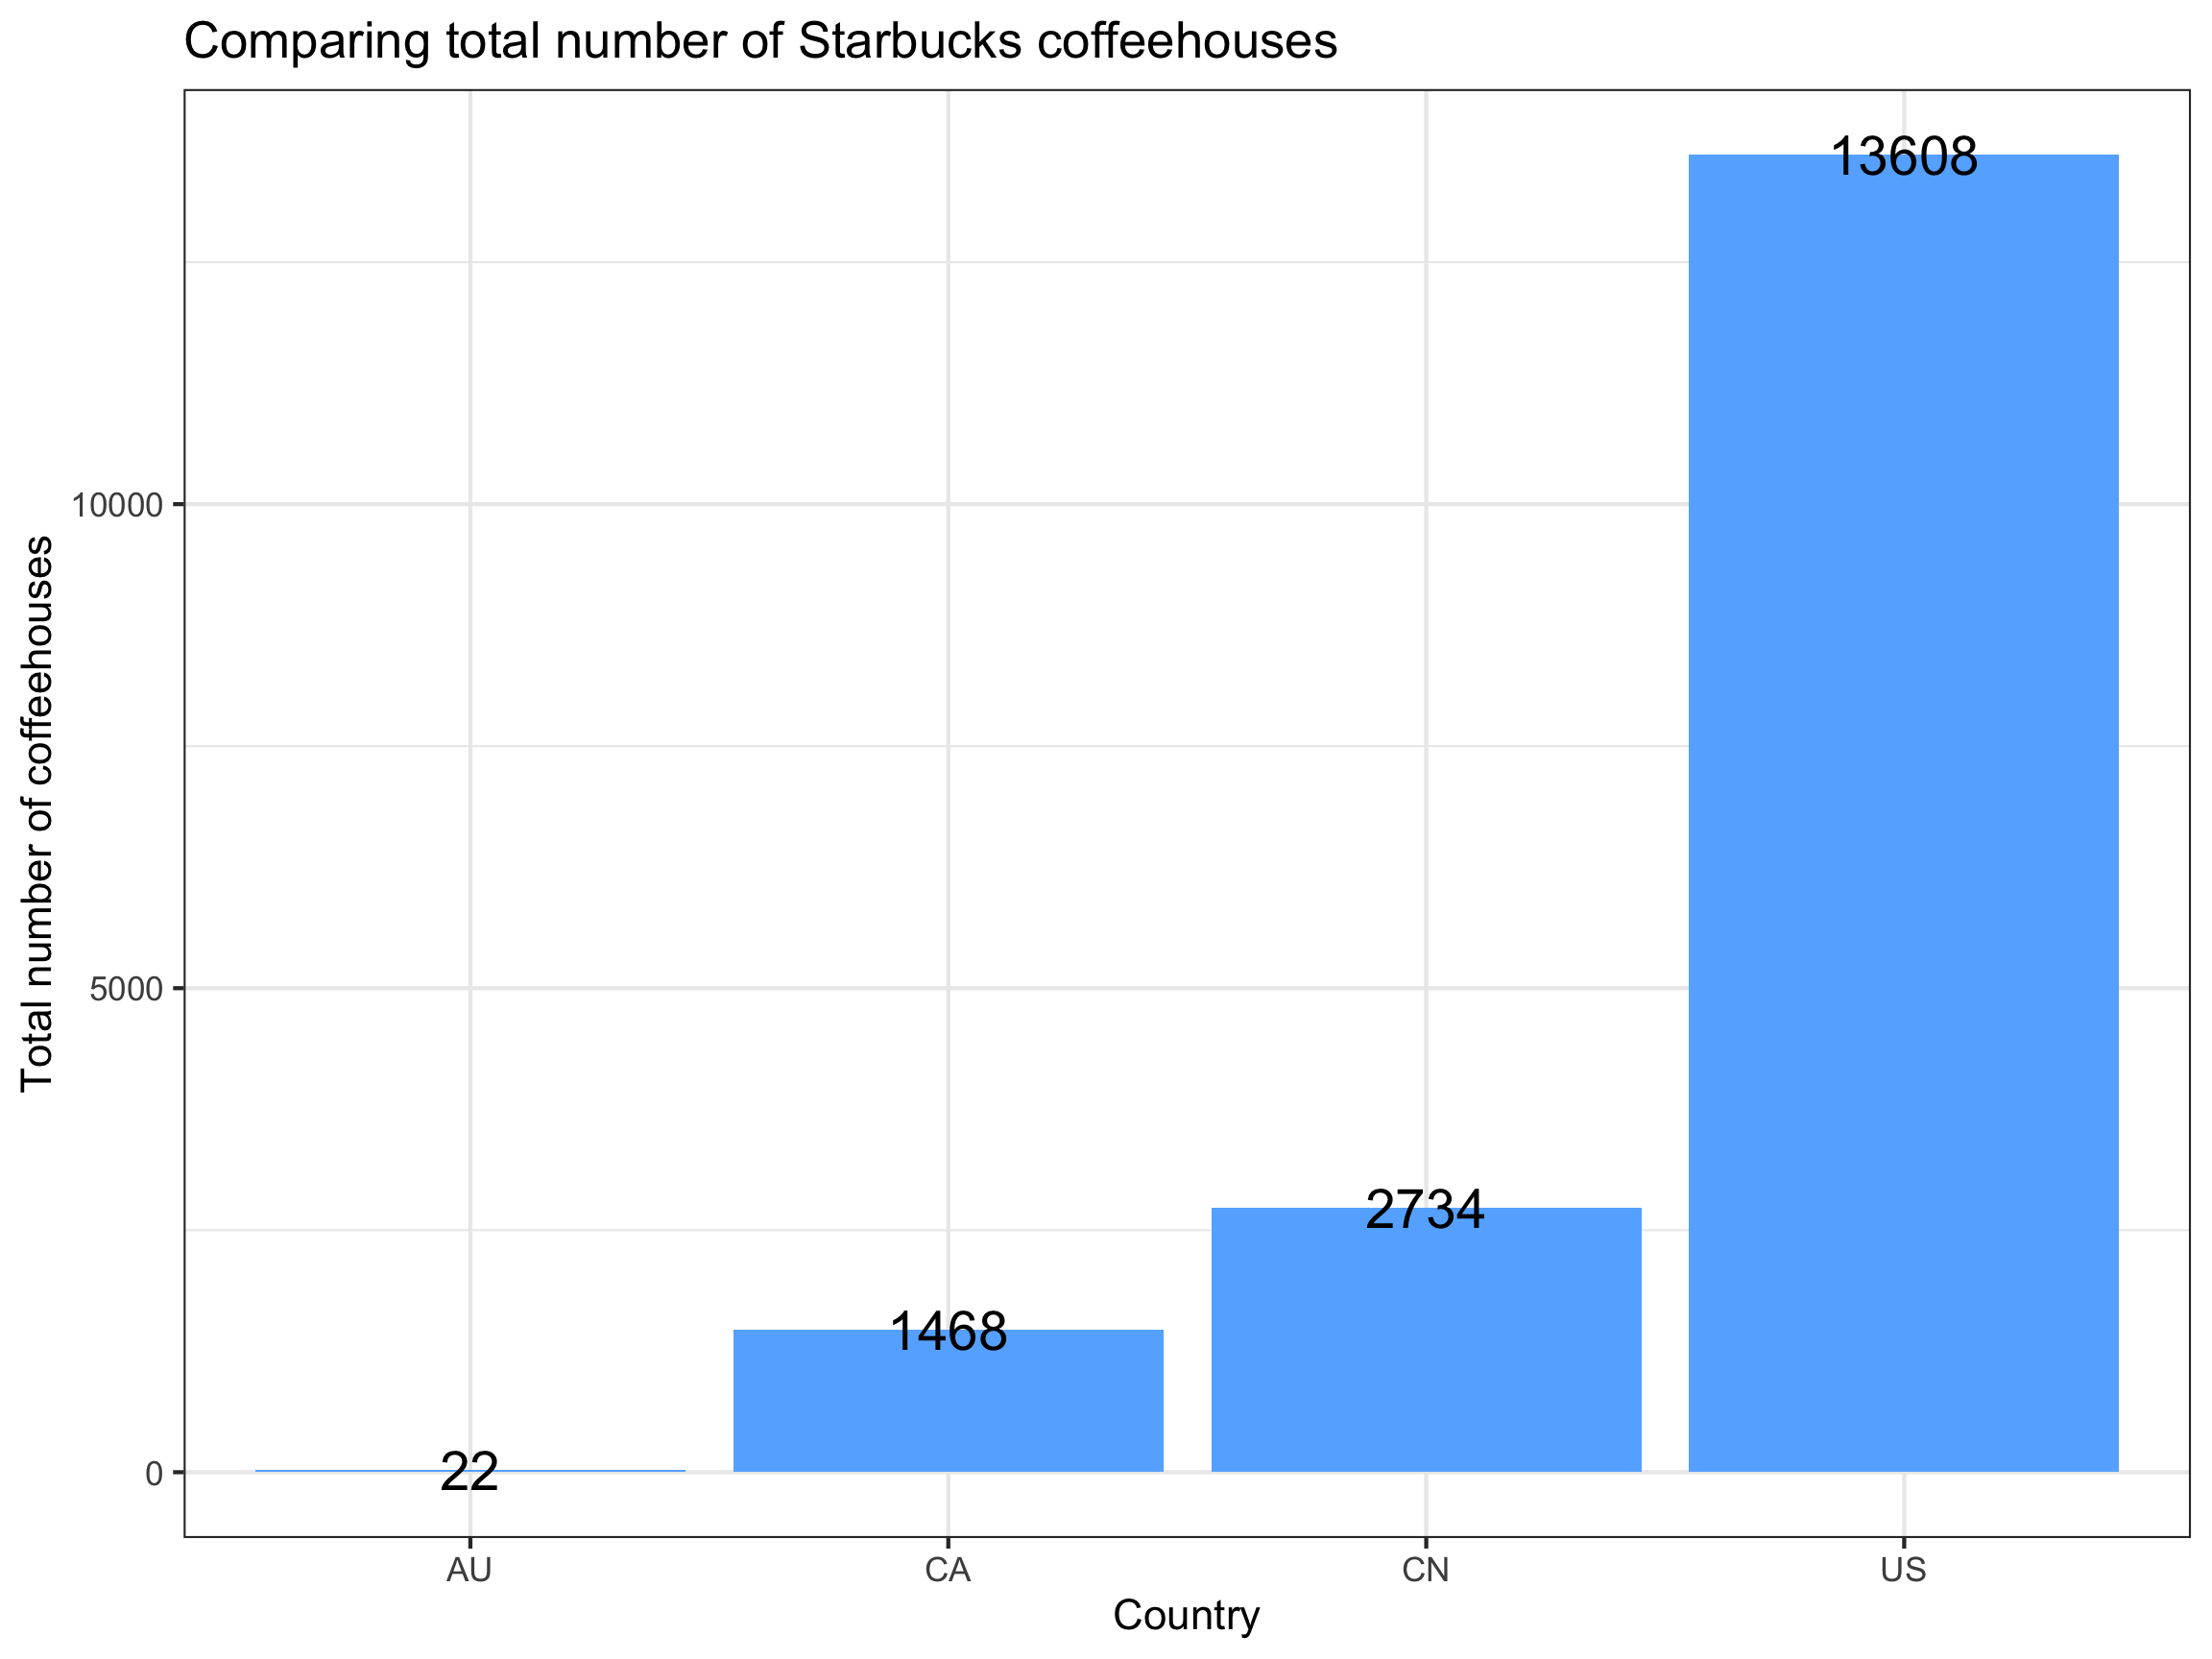 Comparing total number of Starbucks coffeehouses
Total number of coffeehouses
10000
5000
0
13608
2734
1468
22
AU
CA
CN
US
Country